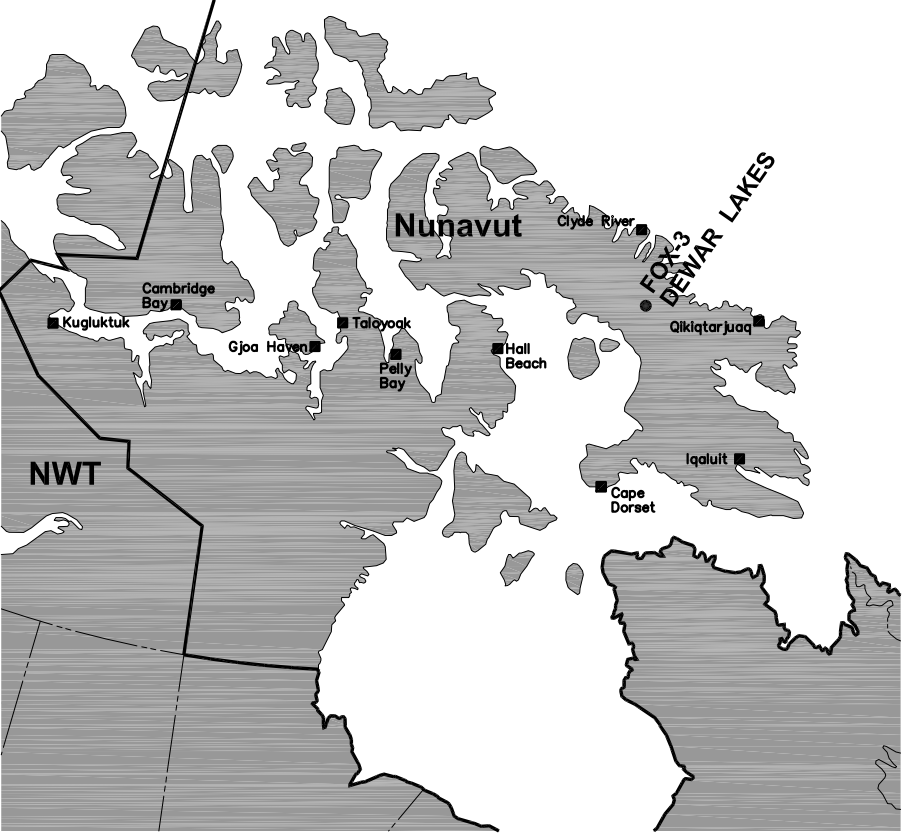 Nunavut
Clyde River
FOX-3
DEWAR LAKES
Cambridge
Bay
Kugluktuk
Taloyoak
Gjoa Haven
Pelly
Bay
Hall
Beach
Qikiqtarjuaq
NWT
Iqaluit
Cape
Dorset